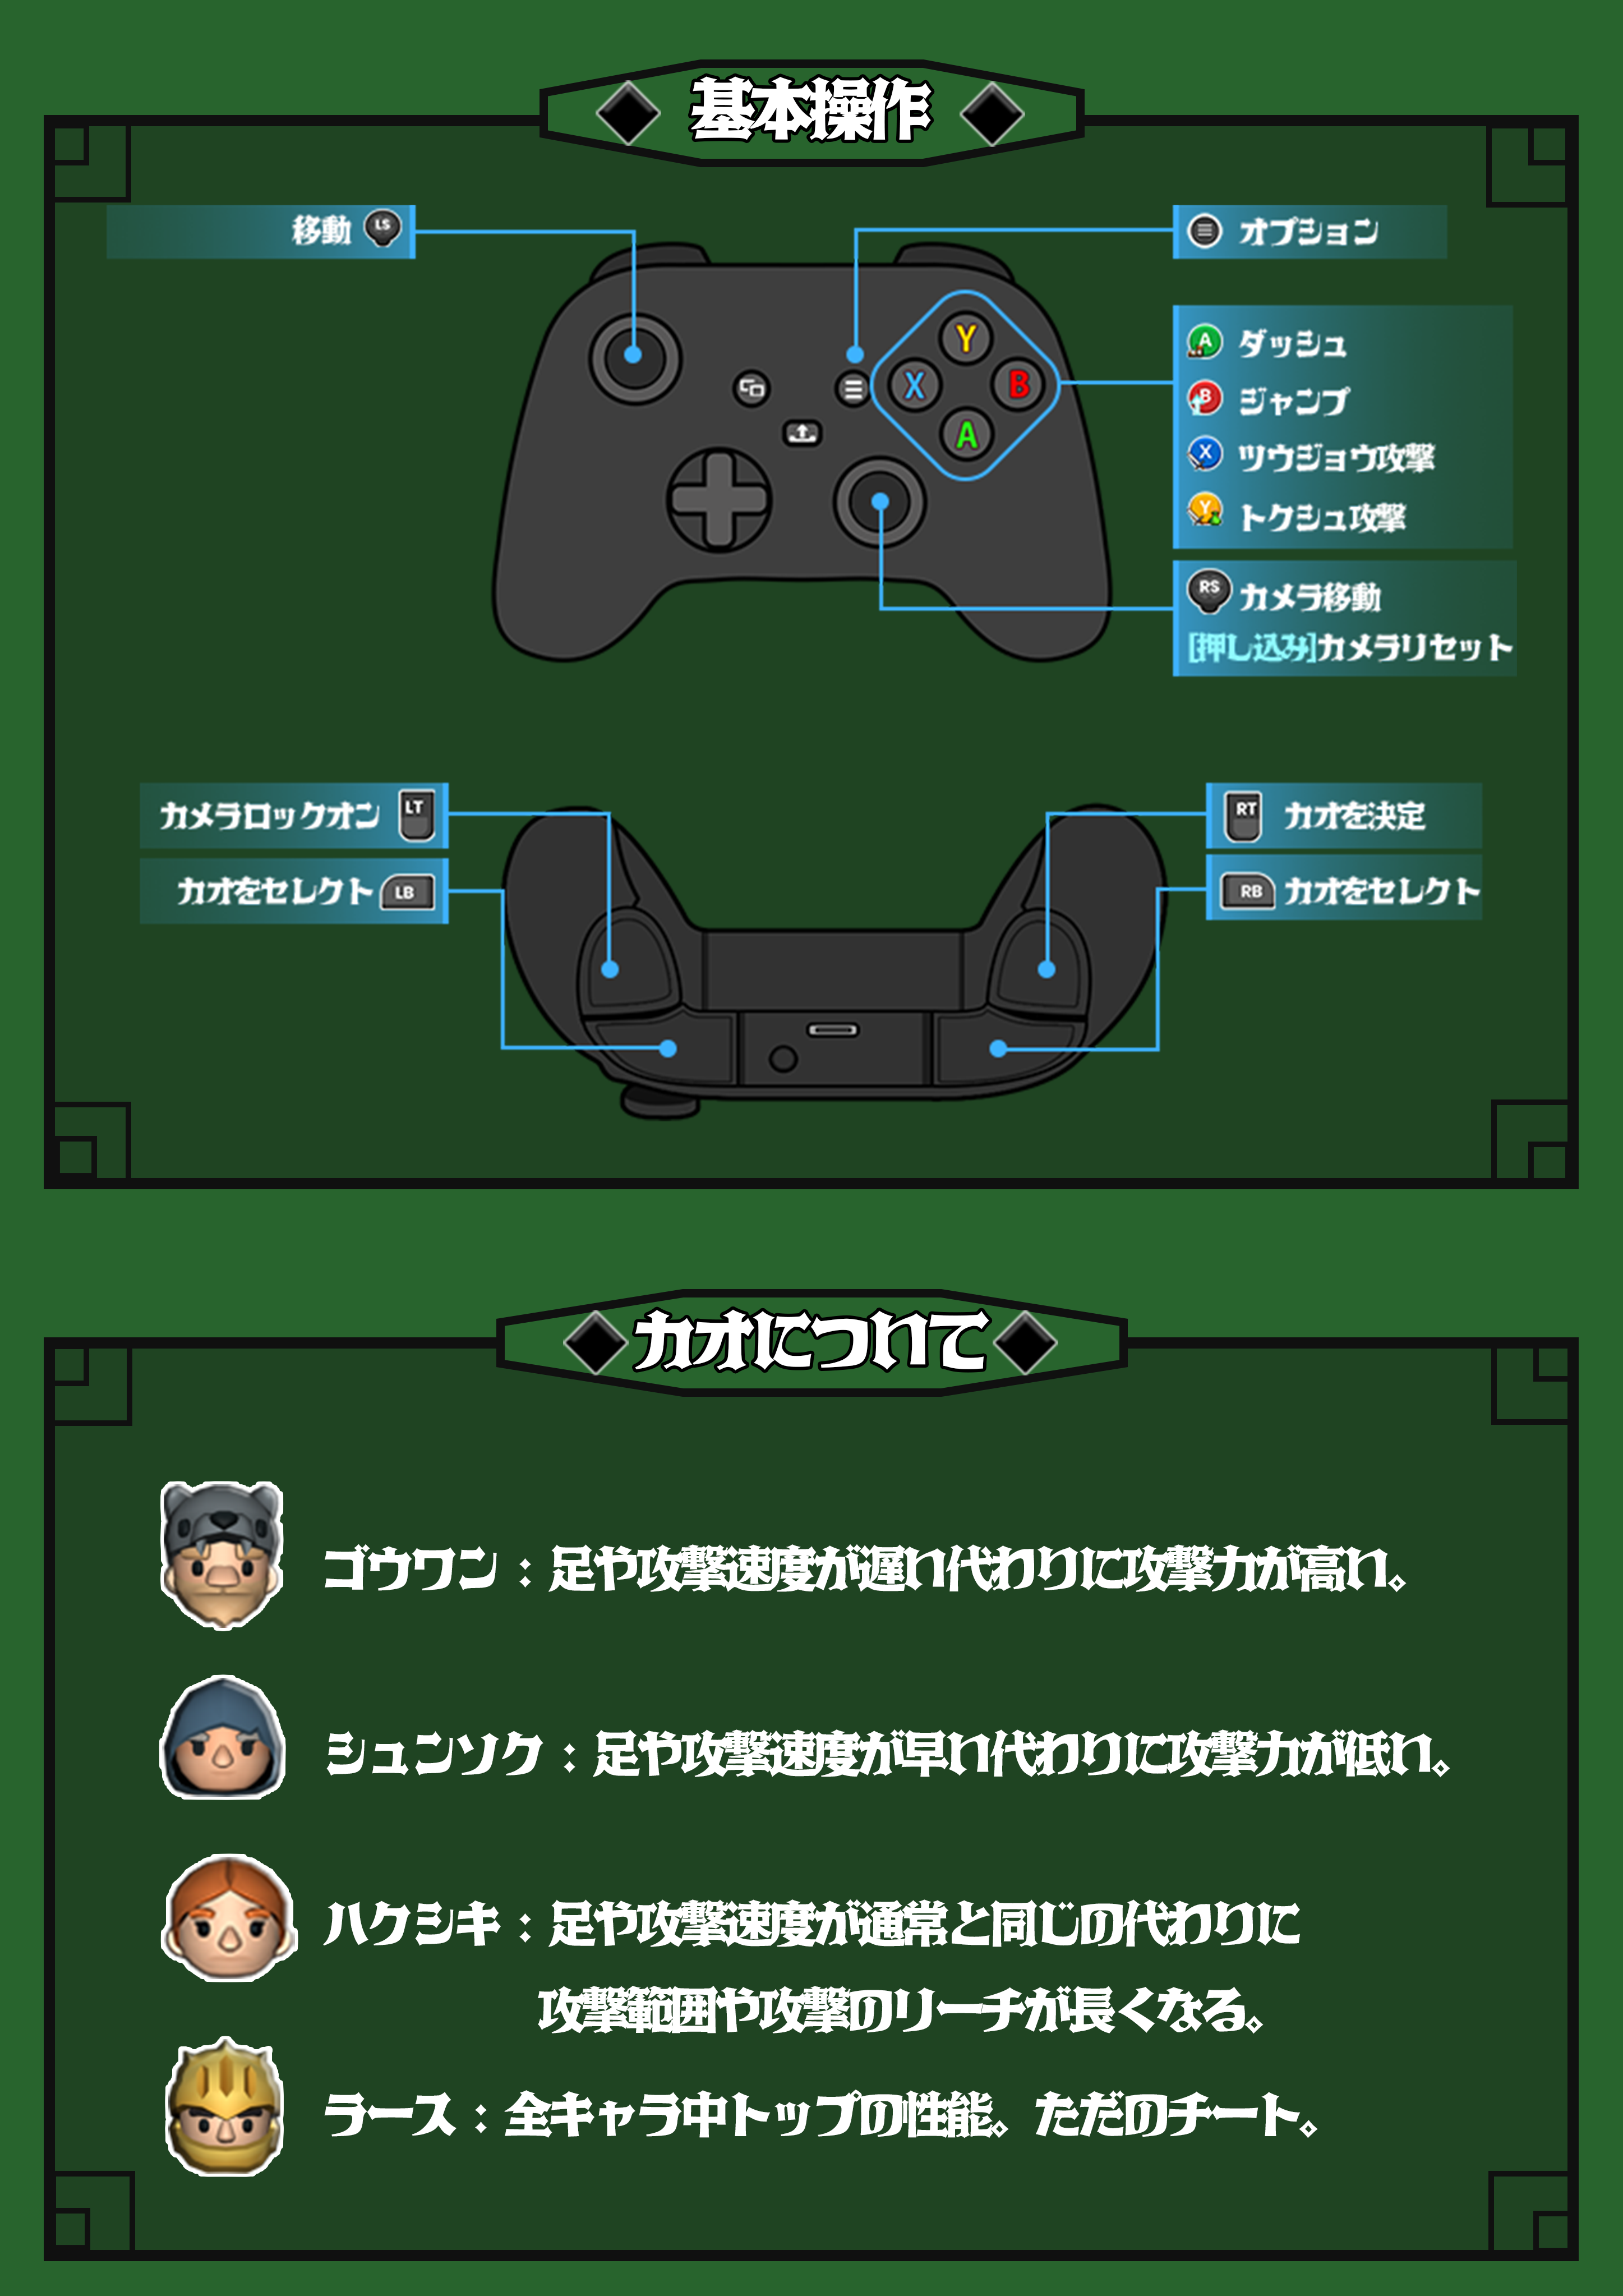 基本操作
移動 LS
オプション
A ダッシュ
B ジャンプ
X ツウジョウ攻撃
Y トクシュ攻撃
Y
X
B
A
RS カメラ移動
[押し込み]カメラリセット
カメラロックオン LT
カオをセレクト LB
RT カオを決定
RB カオをセレクト
カオについて
ゴウワン：足や攻撃速度が遅い代わりに攻撃力が高い。
シュンソク：足や攻撃速度が早い代わりに攻撃力が低い。
ハクシキ：足や攻撃速度が通常と同じの代わりに
攻撃範囲や攻撃のリーチが長くなる。
ラース：全キャラ中トップの性能。ただのチート。